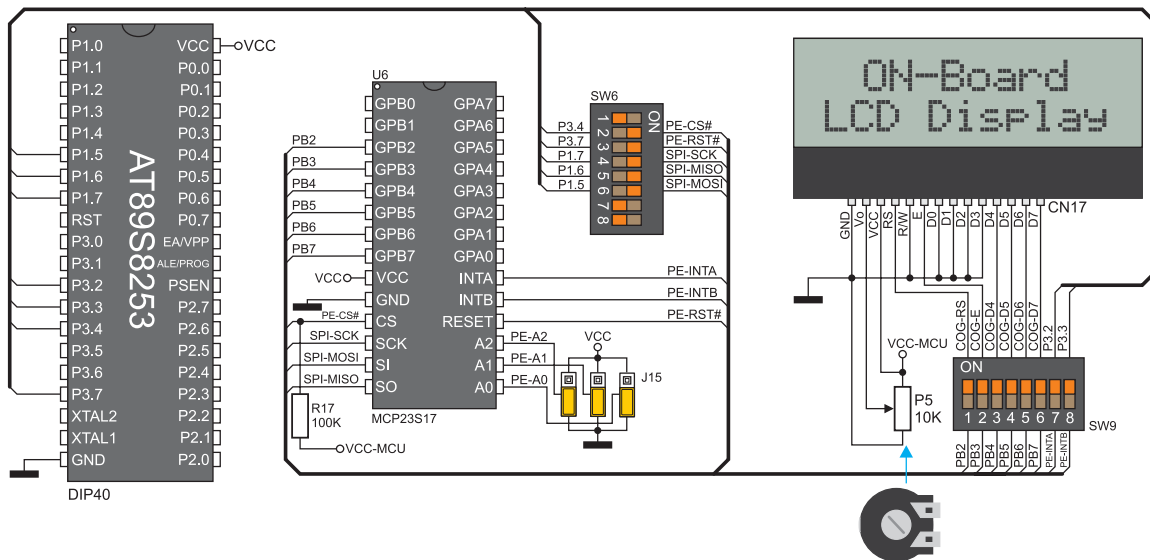 AT89S8253
P1.0
P1.1
P1.2
P1.3
P1.4
P1.5
P1.6
P1.7
RST
P3.0
P3.1
P3.2
P3.3
P3.4
P3.5
P3.6
P3.7
XTAL2
XTAL1
GND
VCC
P0.0
P0.1
P0.2
P0.3
P0.4
P0.5
P0.6
P0.7
EA/VPP
ALE/PROG
PSEN
P2.7
P2.6
P2.5
P2.4
P2.3
P2.2
P2.1
P2.0
VCC
DIP40
U6
GPB0
GPB1
GPB2
GPB3
GPB4
GPB5
GPB6
GPB7
VCC
GND
CS
SCK
SI
SO
GPA7
GPA6
GPA5
GPA4
GPA3
GPA2
GPA1
GPA0
INTA
INTB
RESET
A2
A1
A0
MCP23S17
PB2
PB3
PB4
PB5
PB6
PB7
VCC
PE-CS#
SPI-SCK
SPI-MOSI
SPI-MISO
R17
100K
VCC-MCU
PE-INTA
PE-INTB
PE-RST#
PE-A2
PE-A1
PE-A0
VCC
J15
SW6
ON
1
2
3
4
5
6
7
8
P3.4
P3.7
P1.7
P1.6
P1.5
PE-CS#
PE-RST#
SPI-SCK
SPI-MISO
SPI-MOSI
ON-Board
LCD Display
CN17
GND
Vo
VCC
RS
R/W
E
D0
D1
D2
D3
D4
D5
D6
D7
COG-RS
COG-E
COG-D4
COG-D5
COG-D6
COG-D7
P3.2
P3.3
VCC-MCU
P5
10K
ON
1 2 3 4 5 6 7 8
SW9
PB2
PB3
PB4
PB5
PB6
PB7
PE-INTA
PE-INTB